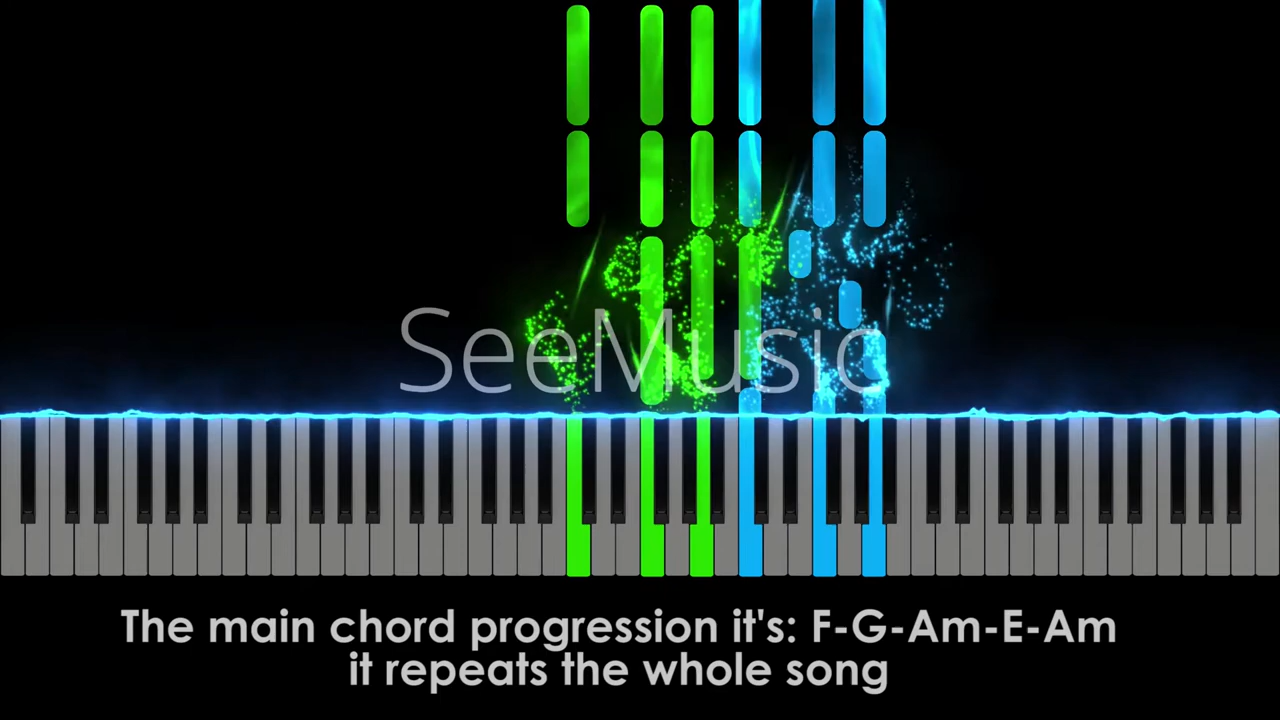 SeeMusic
The main chord progression it's: F-G-Am-E-Am
it repeats the whole song